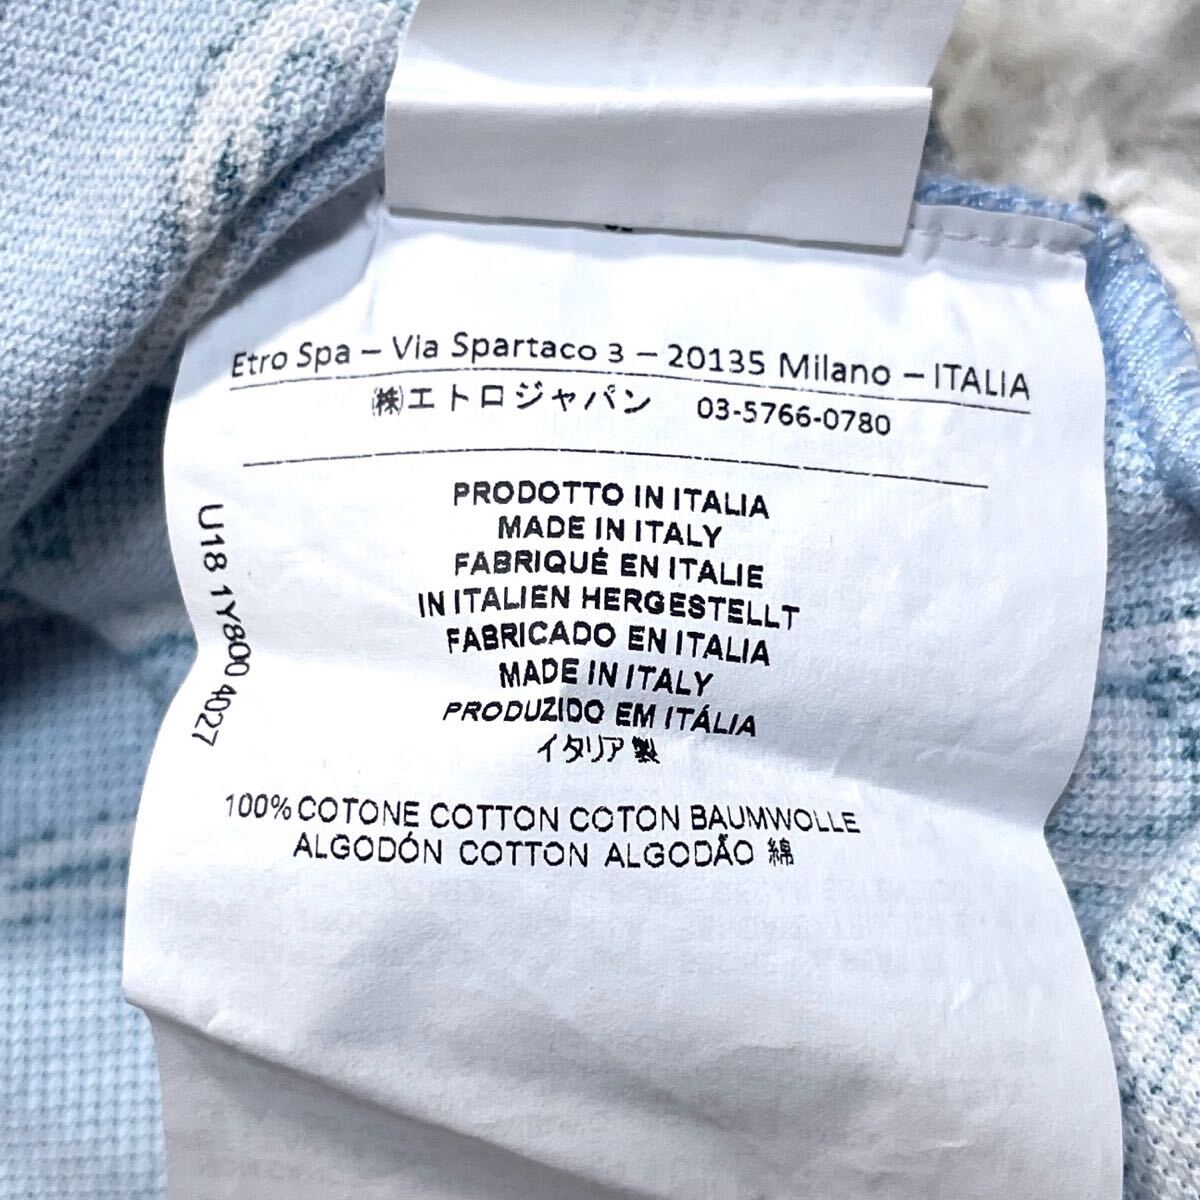 Etro Spa – Via Spartaco 3 – 20135 Milano – ITALIA
㈱エトロジャパン 03-5766-0780
PRODOTTO IN ITALIA
MADE IN ITALY
FABRIQUÉ EN ITALIE
IN ITALIEN HERGESTELLT
FABRICADO EN ITALIA
MADE IN ITALY
PRODUZIDO EM ITÁLIA
イタリア製
100% COTONE COTTON COTON BAUMWOLLE
ALGODÓN COTTON ALGODÃO 綿
U18 1Y800 4027